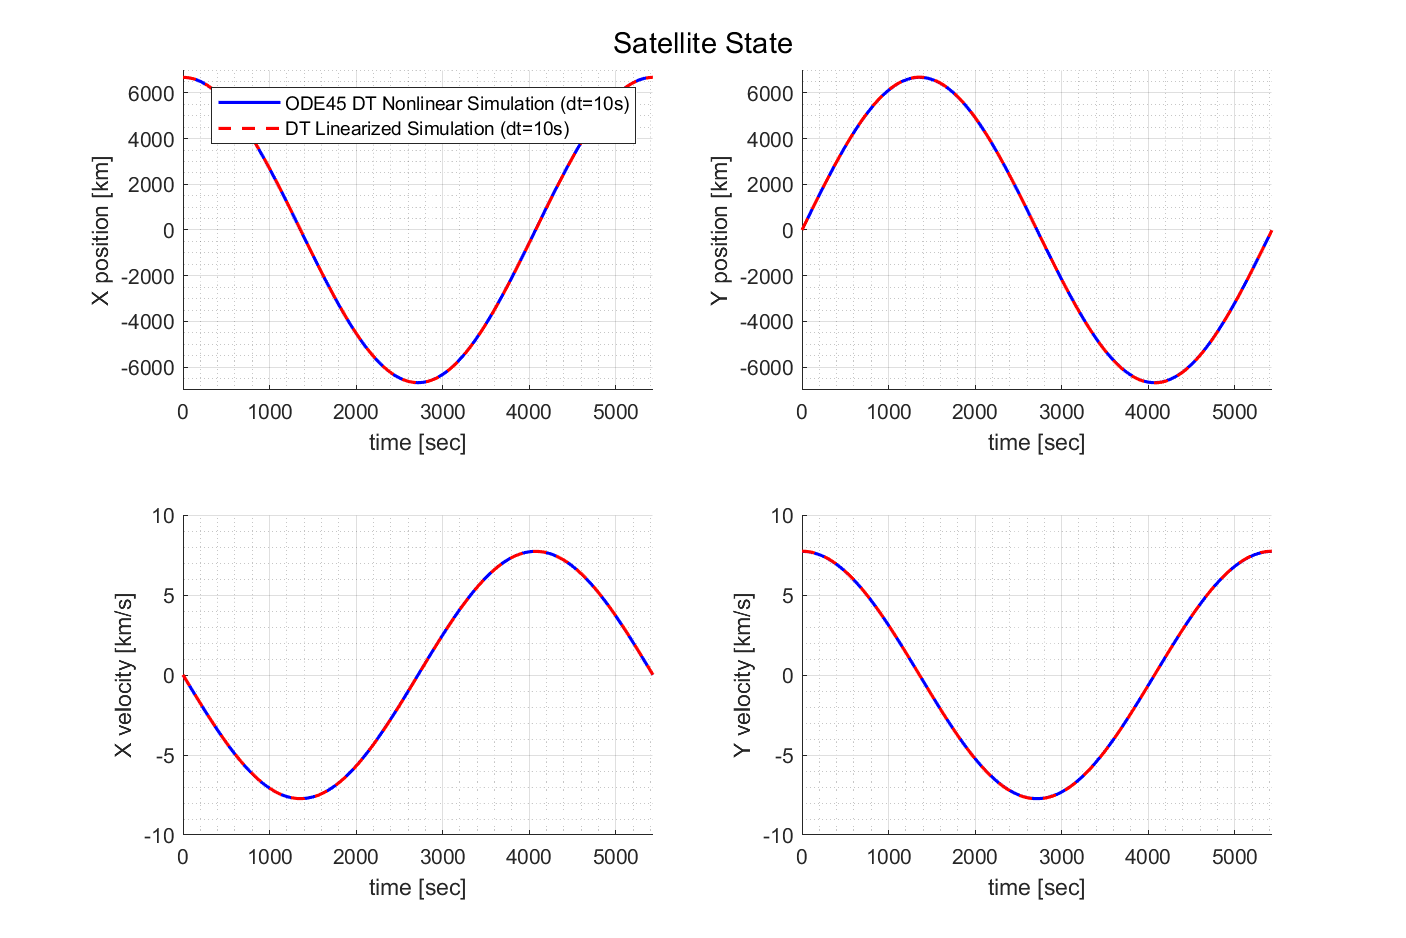 Satellite State
ODE45 DT Nonlinear Simulation (dt=10s)
DT Linearized Simulation (dt=10s)
X position [km]
6000
4000
2000
0
-2000
-4000
-6000
0 1000 2000 3000 4000 5000
time [sec]
Y position [km]
6000
4000
2000
0
-2000
-4000
-6000
0 1000 2000 3000 4000 5000
time [sec]
X velocity [km/s]
10
5
0
-5
-10
0 1000 2000 3000 4000 5000
time [sec]
Y velocity [km/s]
10
5
0
-5
-10
0 1000 2000 3000 4000 5000
time [sec]